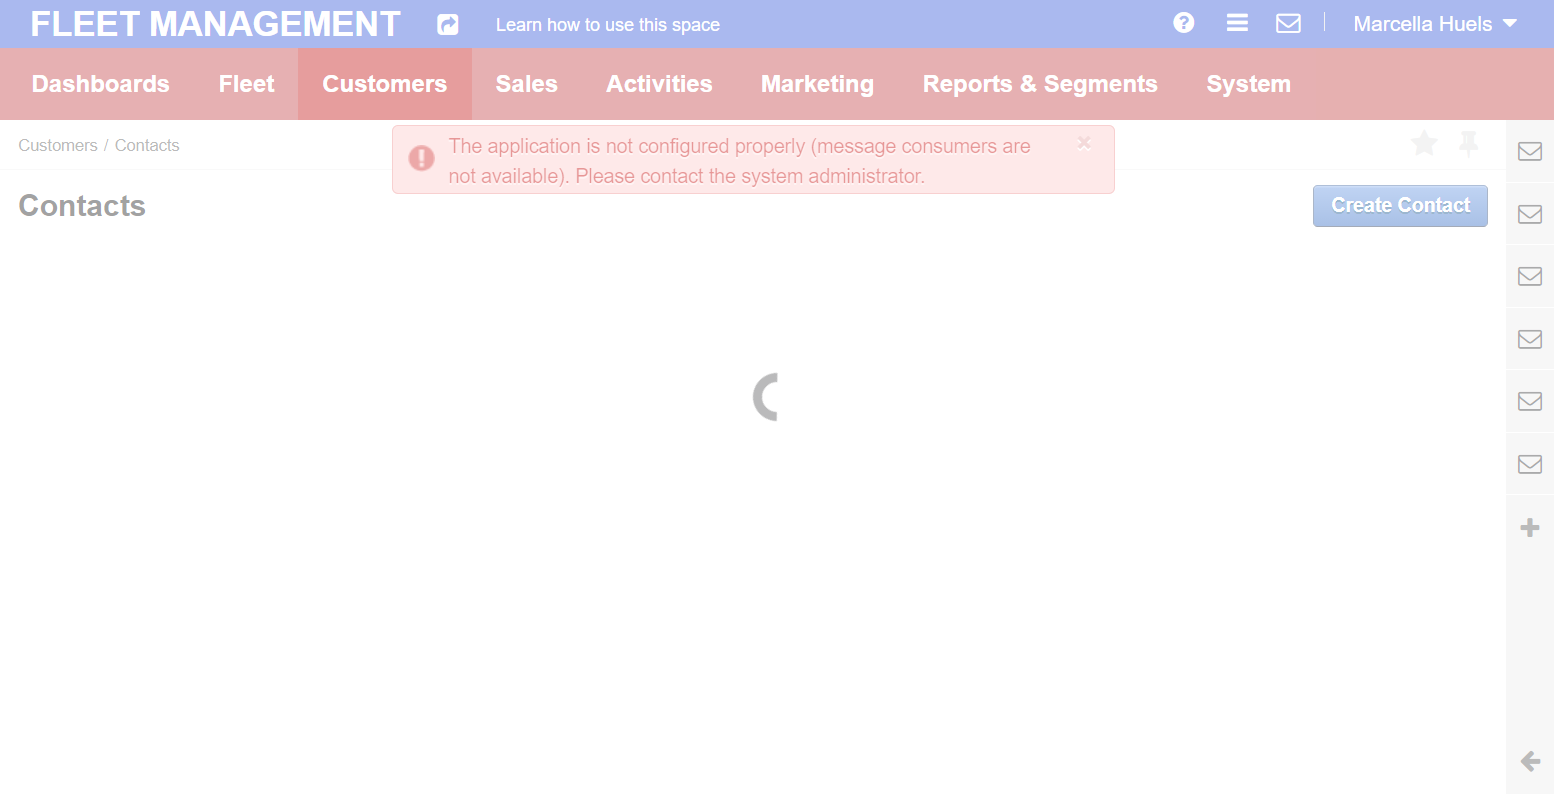 FLEET MANAGEMENT
Learn how to use this space
Marcella Huels
Dashboards
Fleet
Customers
Sales
Activities
Marketing
Reports & Segments
System
Customers / Contacts
The application is not configured properly (message consumers are
not available). Please contact the system administrator.
Contacts
Create Contact